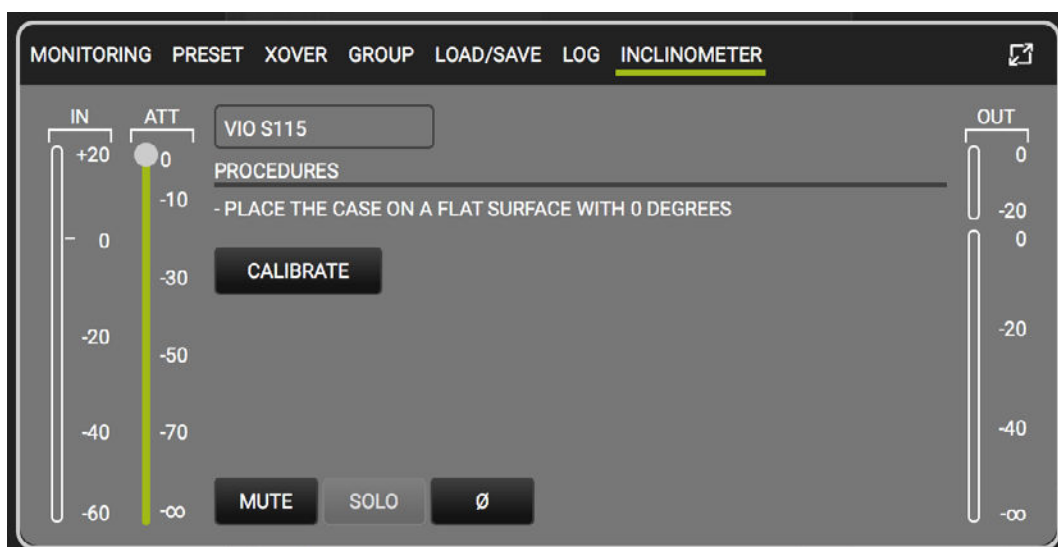 MONITORING PRESET XOVER GROUP LOAD/SAVE LOG INCLINOMETER
IN ATT OUT
VIO S115
+20 0 0
PROCEDURES
-10 -20
- PLACE THE CASE ON A FLAT SURFACE WITH 0 DEGREES
0 0
-30
CALIBRATE
-20 -20
-50
-40 -70 -40
-60 -∞ -∞
MUTE SOLO Ø